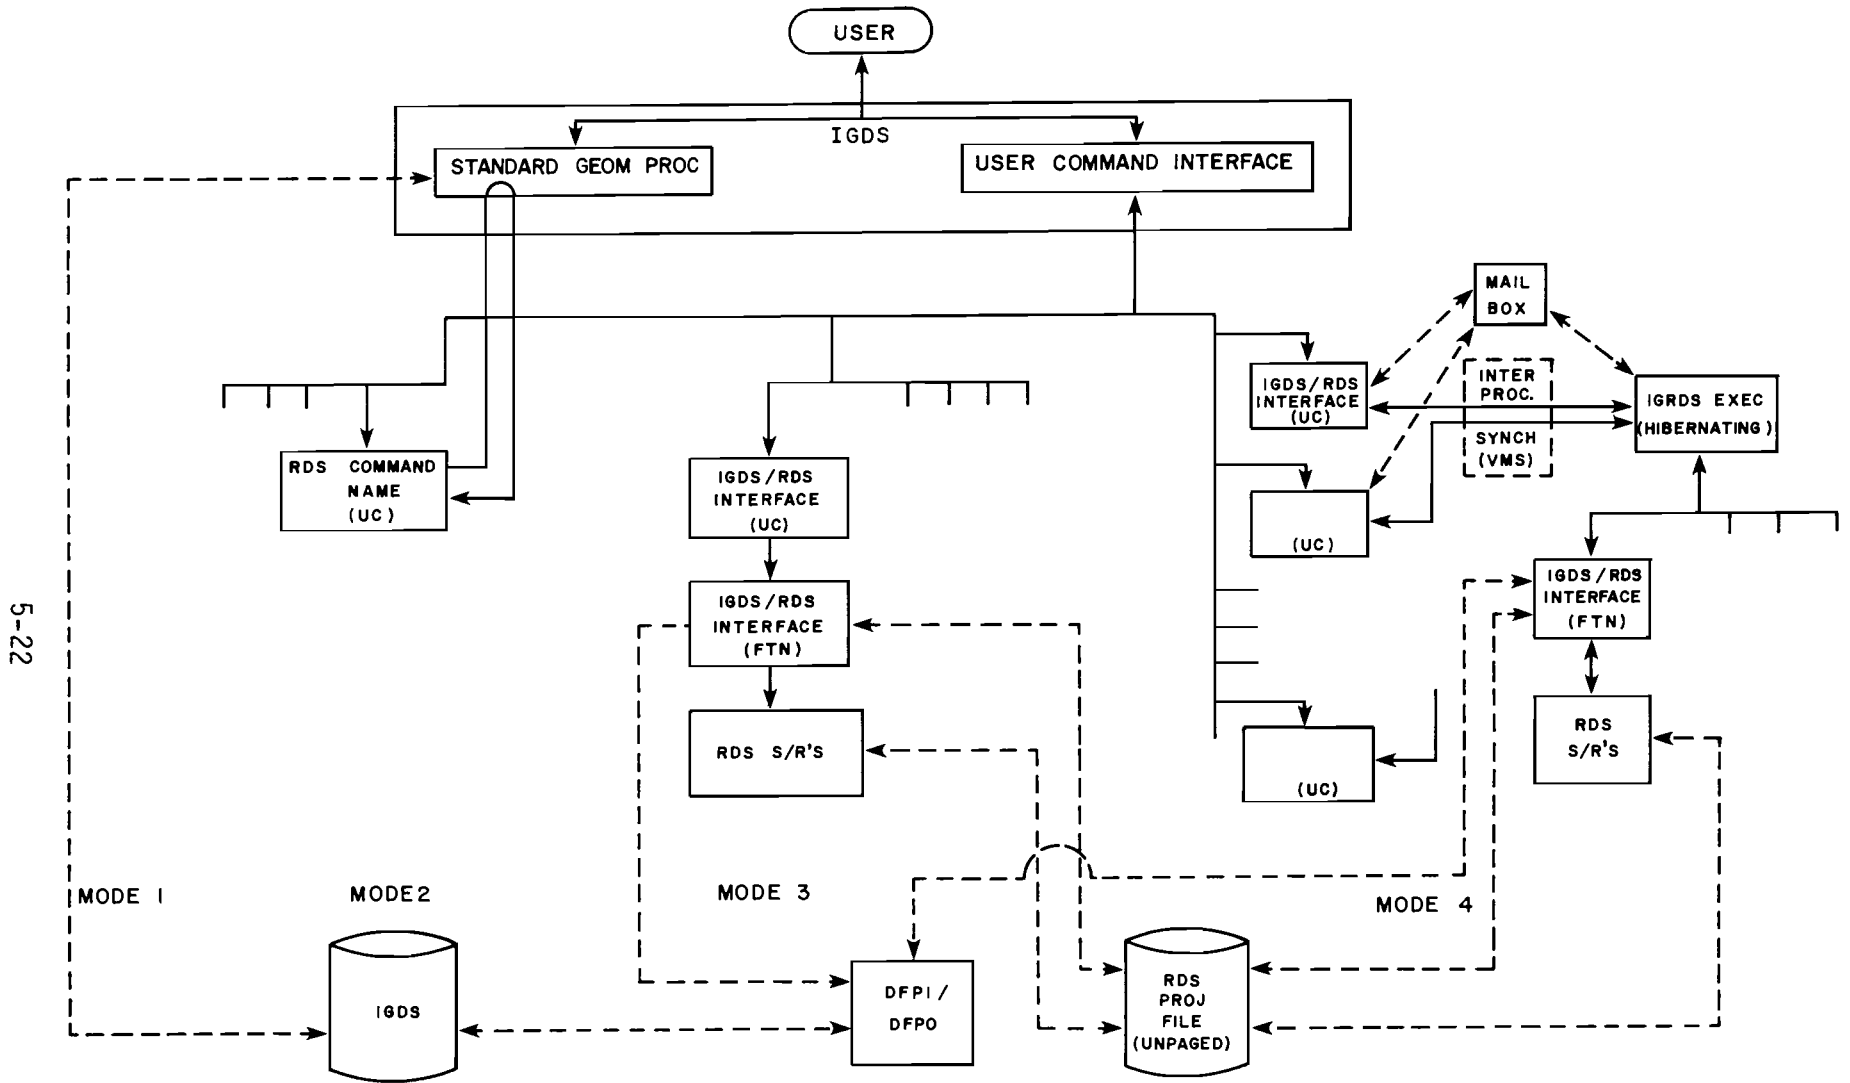 USER
IGDS
STANDARD GEOM PROC
USER COMMAND INTERFACE
MAIL
BOX
IGDS/RDS
INTERFACE
(UC)
INTER
PROC.
SYNCH
(VMS)
IGRDS EXEC
(HIBERNATING)
RDS COMMAND
NAME
(UC)
IGDS/RDS
INTERFACE
(UC)
(UC)
IGDS/RDS
INTERFACE
(FTN)
IGDS/RDS
INTERFACE
(FTN)
RDS S/R'S
(UC)
RDS
S/R'S
5-22
MODE 1
MODE2
MODE 3
MODE 4
IGDS
DFPI/
DFPO
RDS
PROJ
FILE
(UNPAGED)